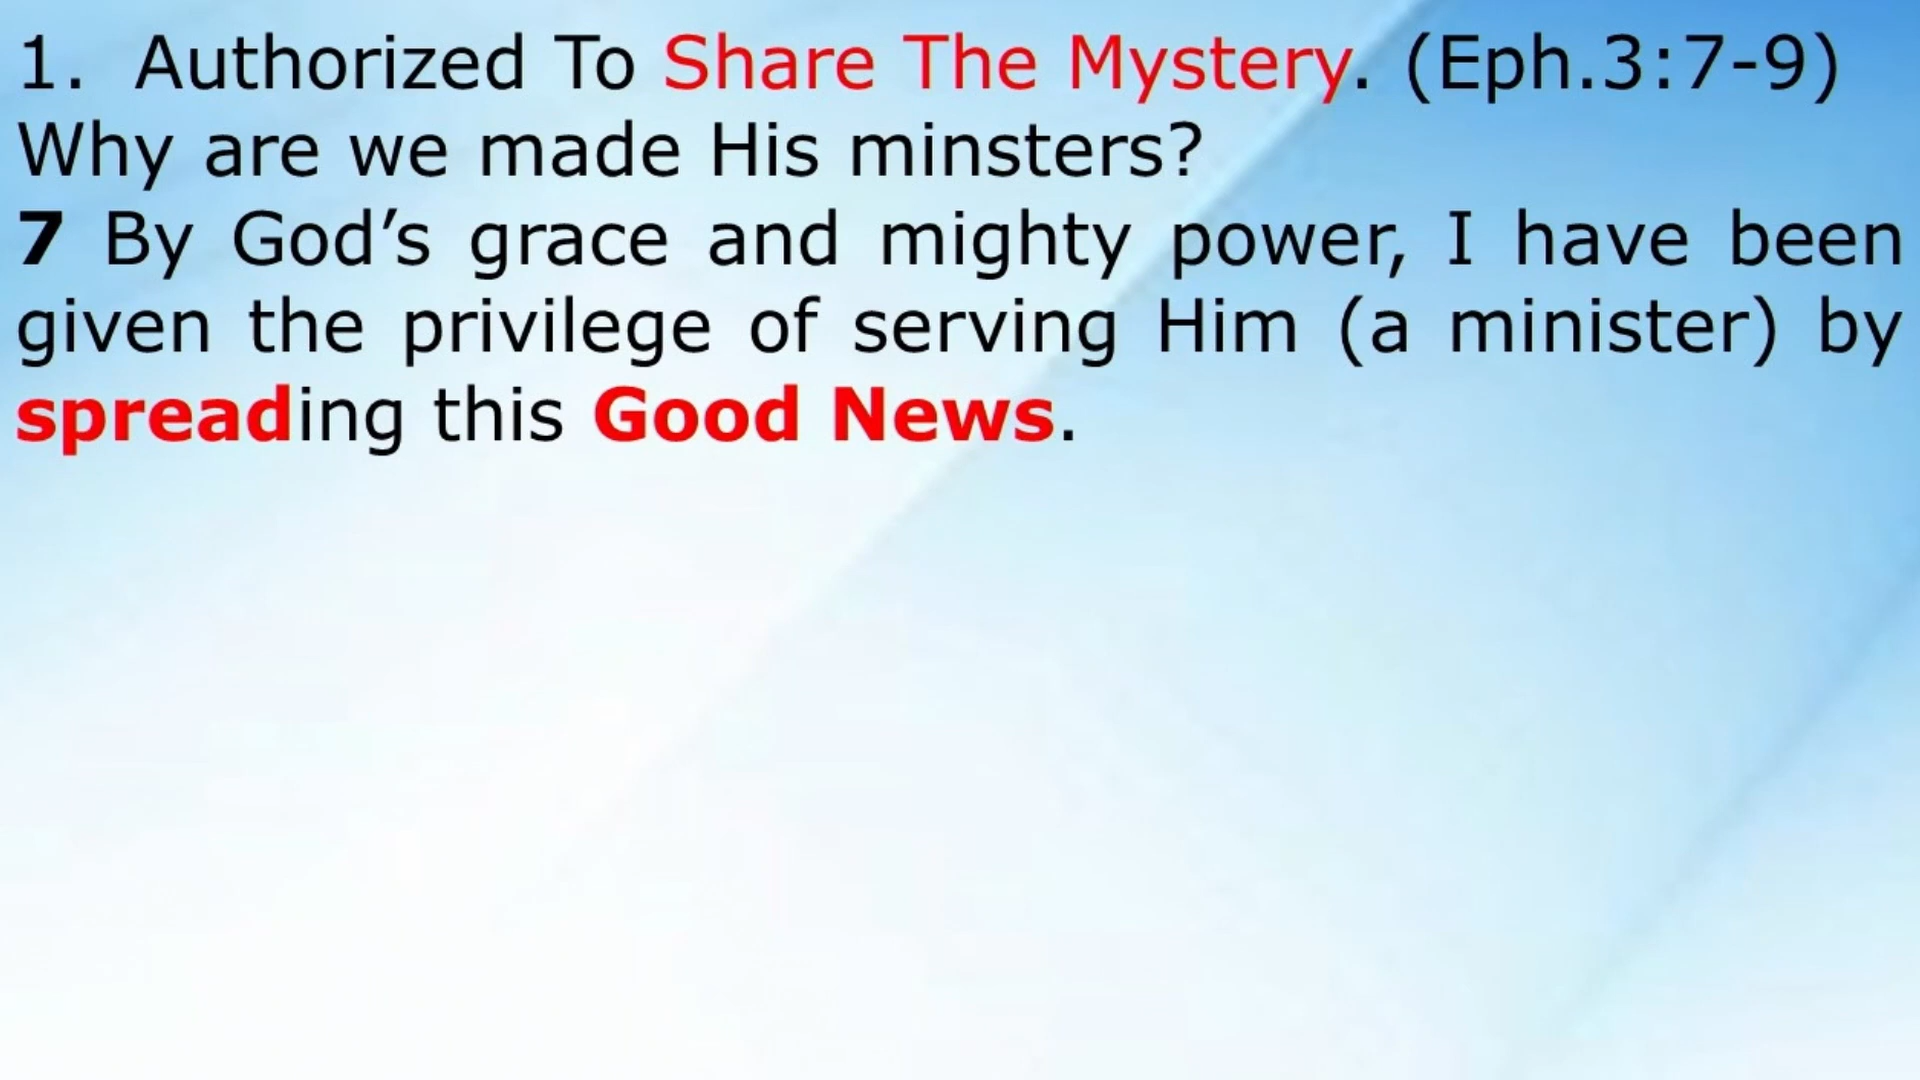 1. Authorized To Share The Mystery. (Eph.3:7-9)
Why are we made His minsters?
7 By God’s grace and mighty power, I have been
given the privilege of serving Him (a minister) by
spreading this Good News.